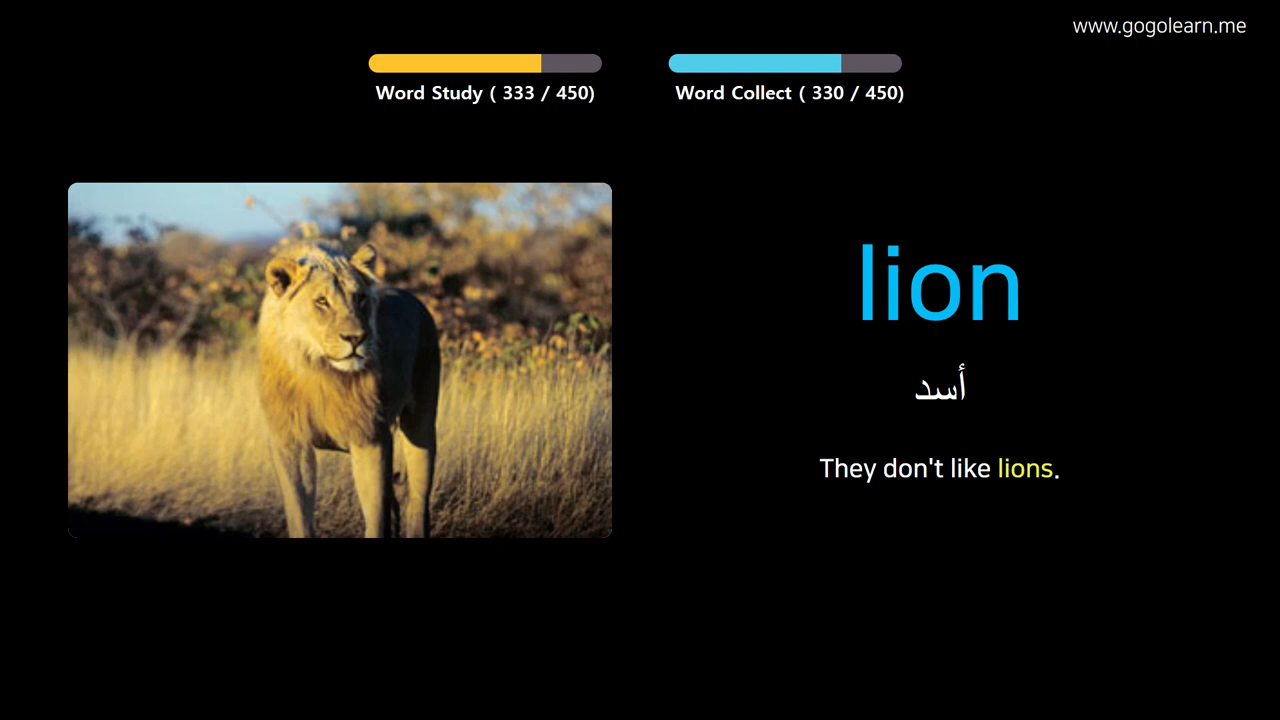 www.gogolearn.me
Word Study ( 333 / 450)
Word Collect ( 330 / 450)
lion
أسد
They don't like lions.